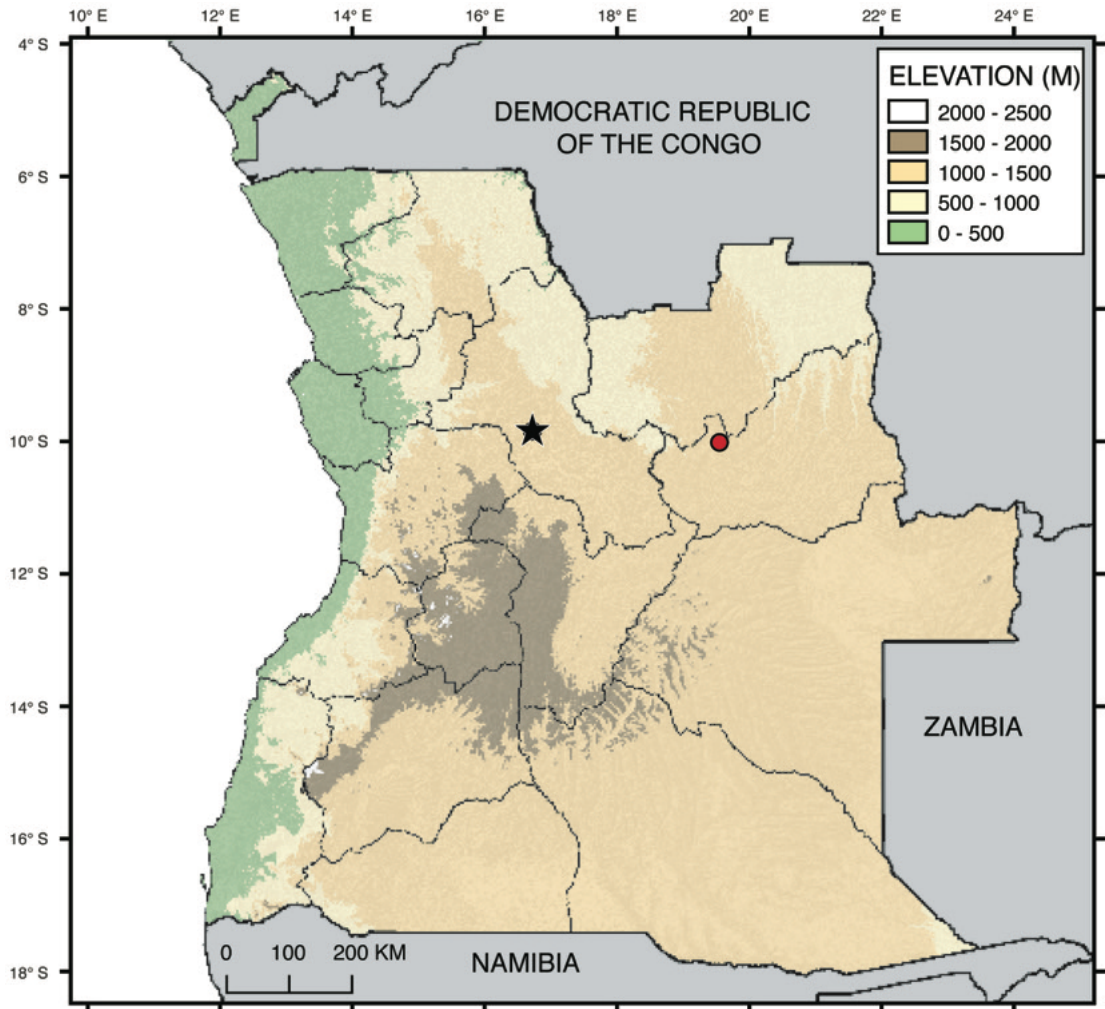 10° E 12° E 14° E 16° E 18° E 20° E 22° E 24° E
4° S
6° S
8° S
10° S
12° S
14° S
16° S
18° S
ELEVATION (M)
2000 - 2500
1500 - 2000
1000 - 1500
500 - 1000
0 - 500
DEMOCRATIC REPUBLIC
OF THE CONGO
ZAMBIA
NAMIBIA
0 100 200 KM